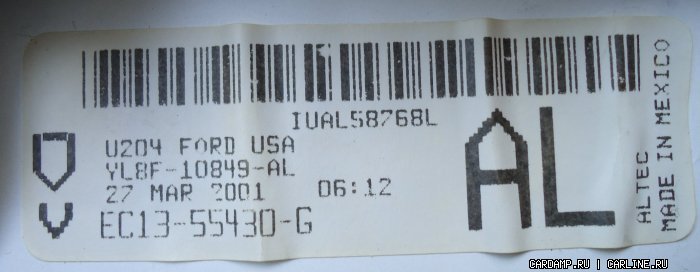 IUAL58768L
U204 FORD USA
YL8F-10849-AL
27 MAR 2001 06:12
EC13-55430-G
AL
ALTEC
MADE IN MEXICO
CARDAMP.RU | CARLINE.RU